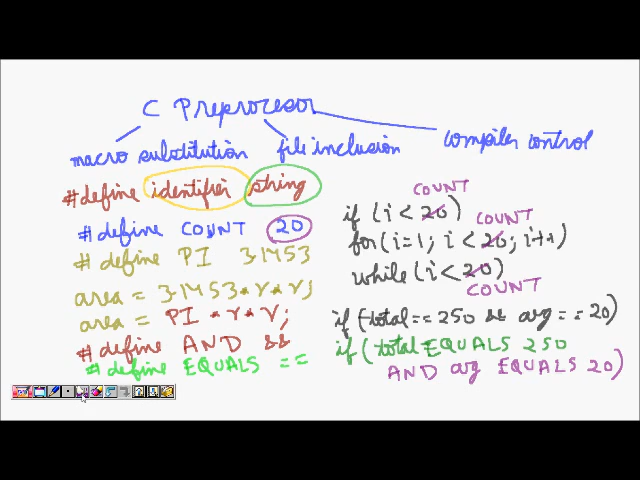 C Preprocesor
macro substitution file inclusion compiler control
#define identifier string
#define COUNT 20
#define PI 3.1453
area = 3.1453 * r * r;
area = PI * r * r;
#define AND &&
#define EQUALS ==
COUNT
if (i < 20)
COUNT
for(i=1; i < 20; i++)
while (i < 20)
COUNT
if (total == 250 && avg == 20)
if (total EQUALS 250
AND avg EQUALS 20)